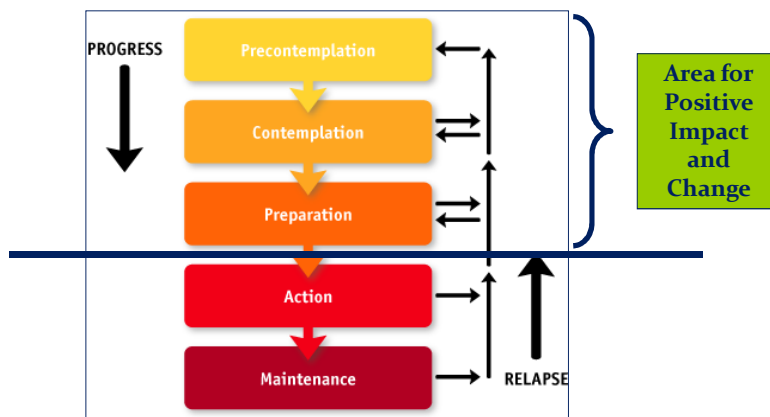 PROGRESS
Precontemplation
Contemplation
Preparation
Action
Maintenance
RELAPSE
Area for
Positive
Impact
and
Change